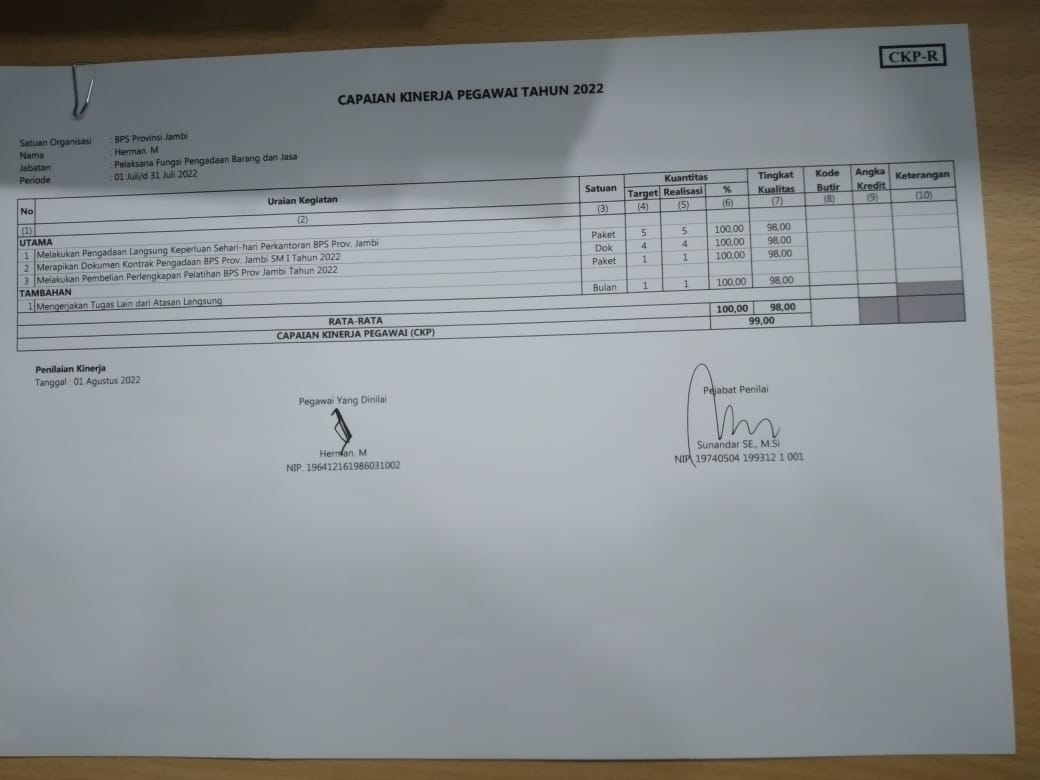 CKP-R
CAPAIAN KINERJA PEGAWAI TAHUN 2022
Satuan Organisasi : BPS Provinsi Jambi
Nama : Herman. M
Jabatan : Pelaksana Fungsi Pengadaan Barang dan Jasa
Periode : 01 Juli/d 31 Juli 2022
No Uraian Kegiatan Satuan Kuantitas Tingkat Kualitas Kode Butir Angka Kredit Keterangan
Target Realisasi %
(1) (2) (3) (4) (5) (6) (7) (8) (9) (10)
UTAMA
1 Melakukan Pengadaan Langsung Keperluan Sehari-hari Perkantoran BPS Prov. Jambi Paket 5 5 100,00 98,00
2 Merapikan Dokumen Kontrak Pengadaan BPS Prov. Jambi SM I Tahun 2022 Dok 4 4 100,00 98,00
3 Melakukan Pembelian Perlengkapan Pelatihan BPS Prov Jambi Tahun 2022 Paket 1 1 100,00 98,00
TAMBAHAN
1 Mengerjakan Tugas Lain dari Atasan Langsung Bulan 1 1 100,00 98,00
RATA-RATA 100,00 98,00
CAPAIAN KINERJA PEGAWAI (CKP) 99,00
Penilaian Kinerja
Tanggal : 01 Agustus 2022
Pegawai Yang Dinilai
Herman. M
NIP. 196412161986031002
Pejabat Penilai
Sunandar SE., M.Si
NIP. 19740504 199312 1 001